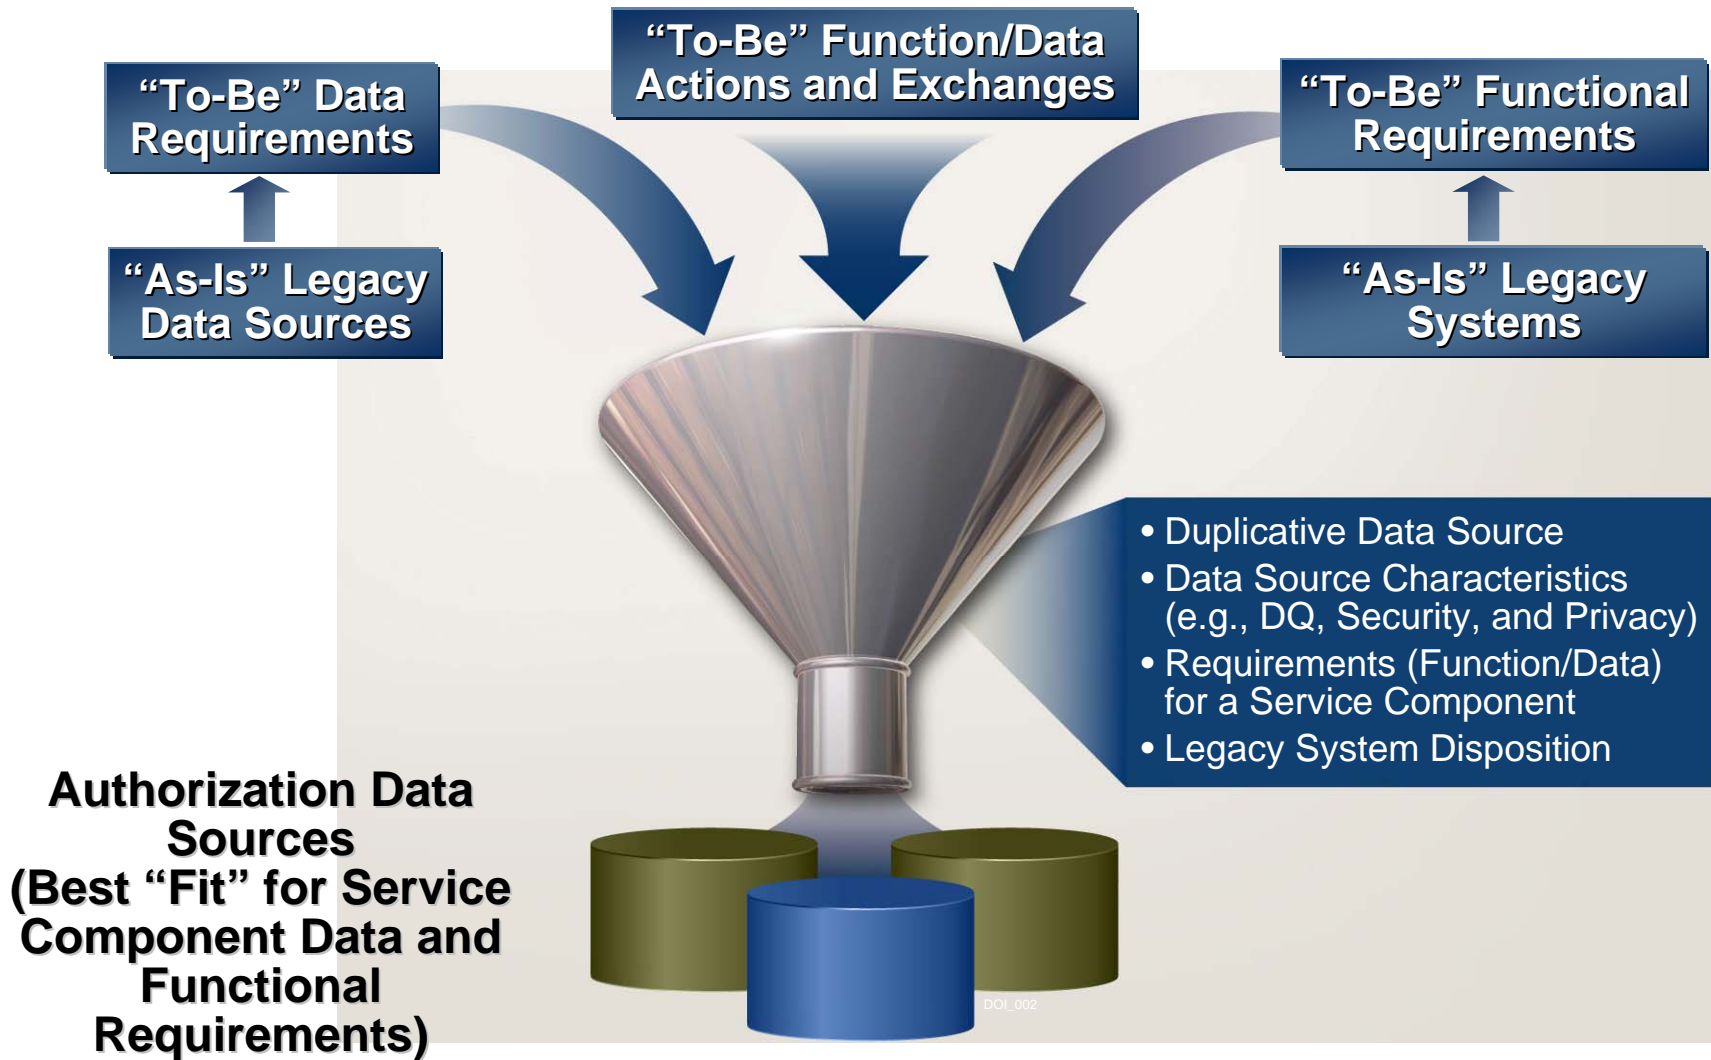 “To-Be” Function/Data
Actions and Exchanges
“To-Be” Data
Requirements
“To-Be” Functional
Requirements
“As-Is” Legacy
Data Sources
“As-Is” Legacy
Systems
• Duplicative Data Source
• Data Source Characteristics
(e.g., DQ, Security, and Privacy)
• Requirements (Function/Data)
for a Service Component
• Legacy System Disposition
Authorization Data
Sources
(Best “Fit” for Service
Component Data and
Functional
Requirements)
DOI_002